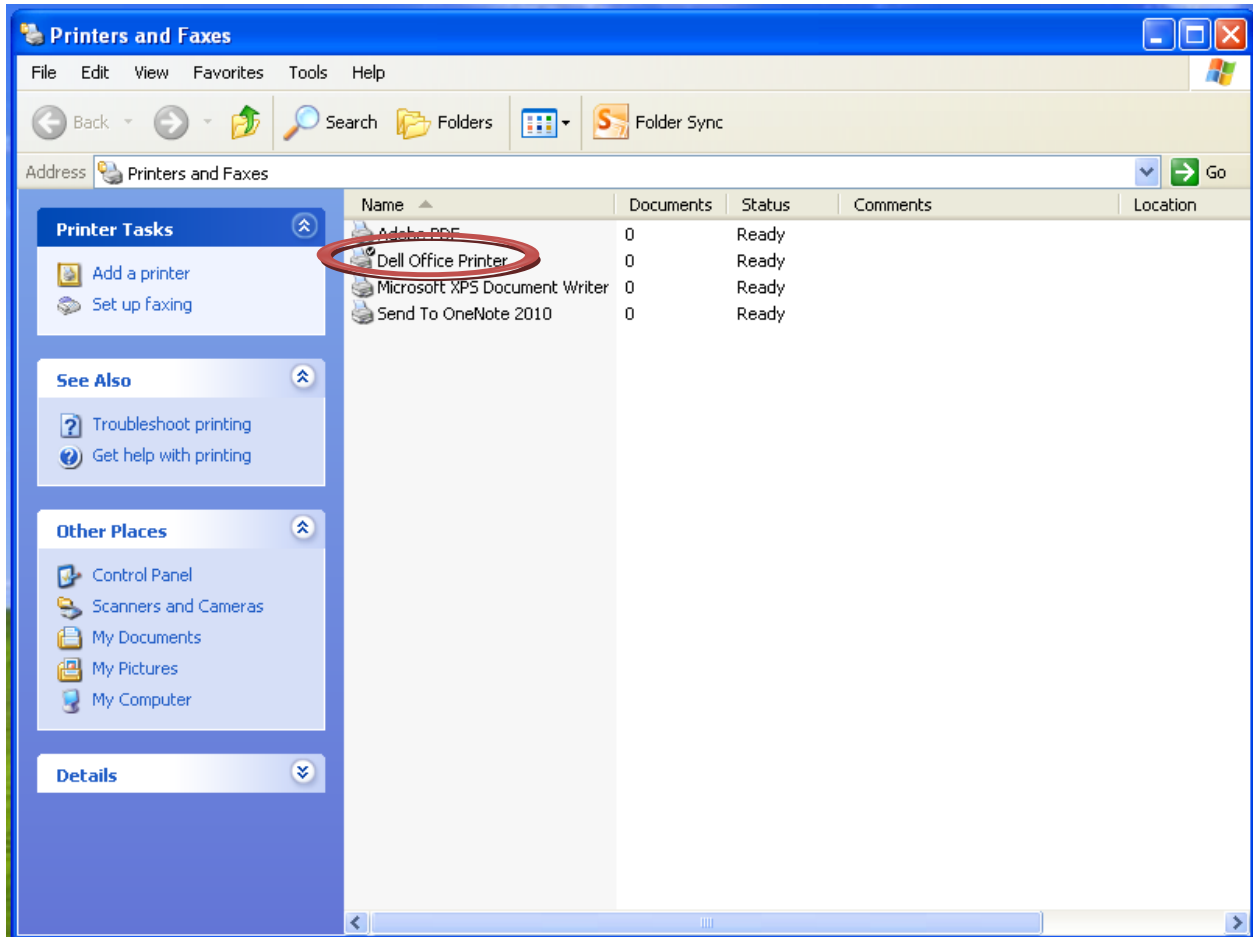 Printers and Faxes
File Edit View Favorites Tools Help
Back Search Folders Folder Sync
Address Printers and Faxes Go
Printer Tasks
Add a printer
Set up faxing
See Also
Troubleshoot printing
Get help with printing
Other Places
Control Panel
Scanners and Cameras
My Documents
My Pictures
My Computer
Details
Name Documents Status Comments Location
Adobe PDF 0 Ready
Dell Office Printer 0 Ready
Microsoft XPS Document Writer 0 Ready
Send To OneNote 2010 0 Ready